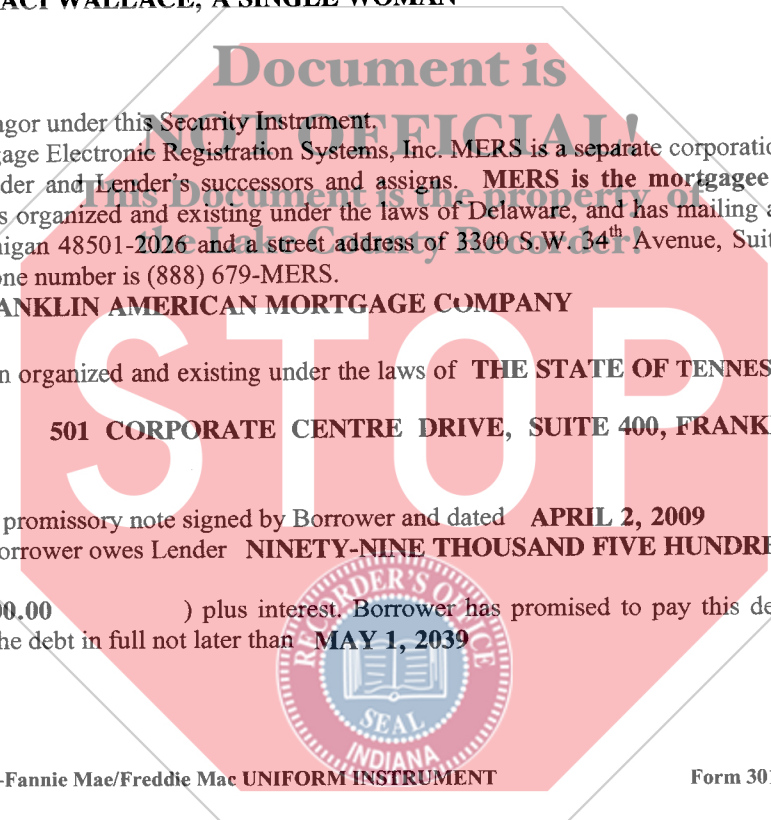 ACI WALLACE, A SINGLE WOMAN
Document is
agor under this Security Instrument.
NOT OFFICIAL!
gage Electronic Registration Systems, Inc. MERS is a separate corporatio
der and Lender's successors and assigns. MERS is the mortgagee
This Document is the property of
s organized and existing under the laws of Delaware, and has mailing a
the Lake County Recorder!
igan 48501-2026 and a street address of 3300 S.W. 34th Avenue, Suit
one number is (888) 679-MERS.
ANKLIN AMERICAN MORTGAGE COMPANY
STOP
n organized and existing under the laws of THE STATE OF TENNES
501 CORPORATE CENTRE DRIVE, SUITE 400, FRANK
promissory note signed by Borrower and dated APRIL 2, 2009
orrower owes Lender NINETY-NINE THOUSAND FIVE HUNDRE
00.00 ) plus interest. Borrower has promised to pay this de
he debt in full not later than MAY 1, 2039
RECORDER'S OFFICE
SEAL
INDIANA
-Fannie Mae/Freddie Mac UNIFORM INSTRUMENT Form 301